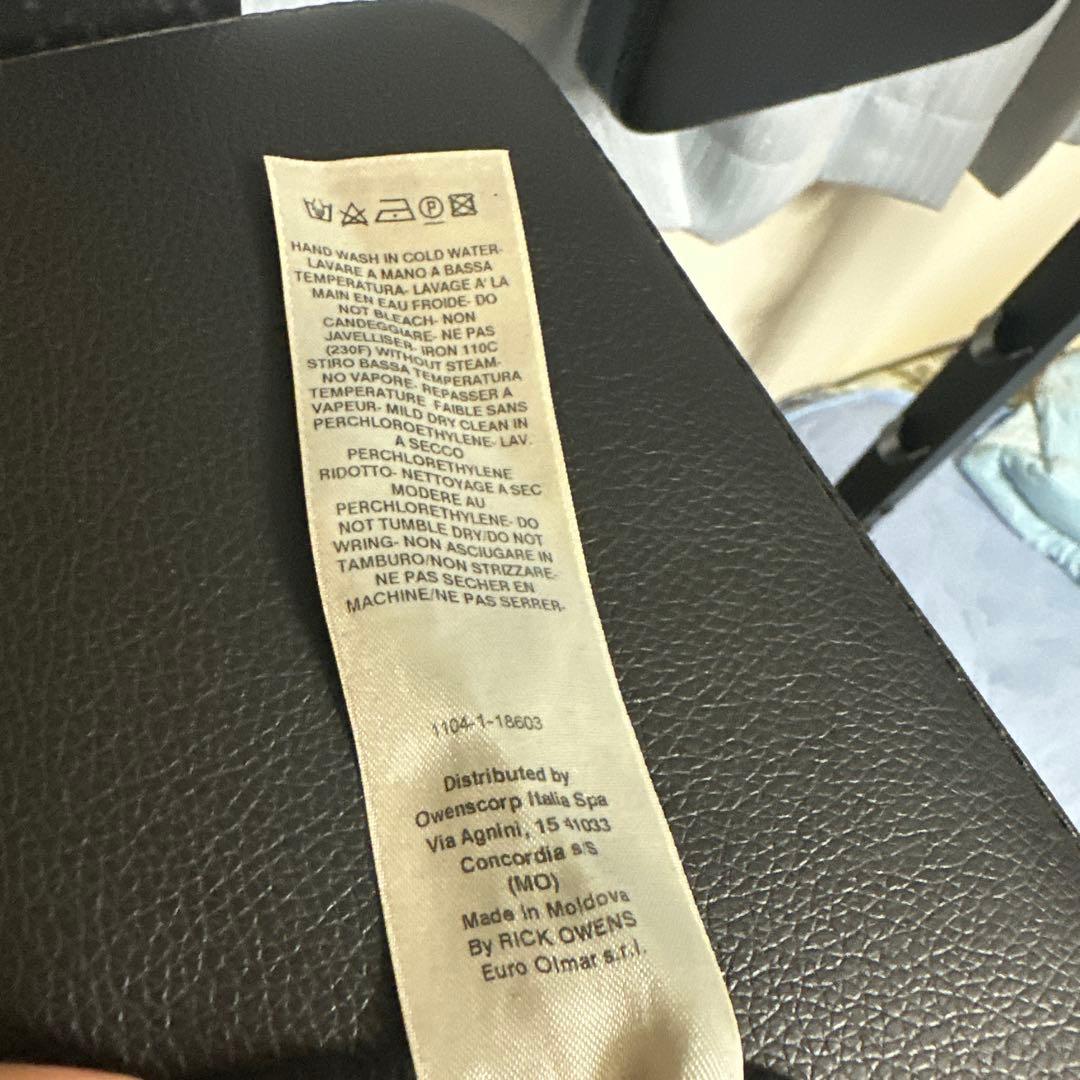 P
HAND WASH IN COLD WATER-
LAVARE A MANO A BASSA
TEMPERATURA- LAVAGE A' LA
MAIN EN EAU FROIDE- DO
NOT BLEACH- NON
CANDEGGIARE- NE PAS
JAVELLISER- IRON 110C
(230F) WITHOUT STEAM-
STIRO BASSA TEMPERATURA
NO VAPORE- REPASSER A
TEMPERATURE FAIBLE SANS
VAPEUR- MILD DRY CLEAN IN
PERCHLOROETHYLENE- LAV.
A SECCO
PERCHLORETHYLENE
RIDOTTO- NETTOYAGE A SEC
MODERE AU
PERCHLORETHYLENE- DO
NOT TUMBLE DRY/DO NOT
WRING- NON ASCIUGARE IN
TAMBURO/NON STRIZZARE-
NE PAS SECHER EN
MACHINE/NE PAS SERRER-
1104-1-18603
Distributed by
Owenscorp Italia Spa
Via Agnini, 15 41033
Concordia s/s
(MO)
Made in Moldova
By RICK OWENS
Euro Olmar s.r.l.